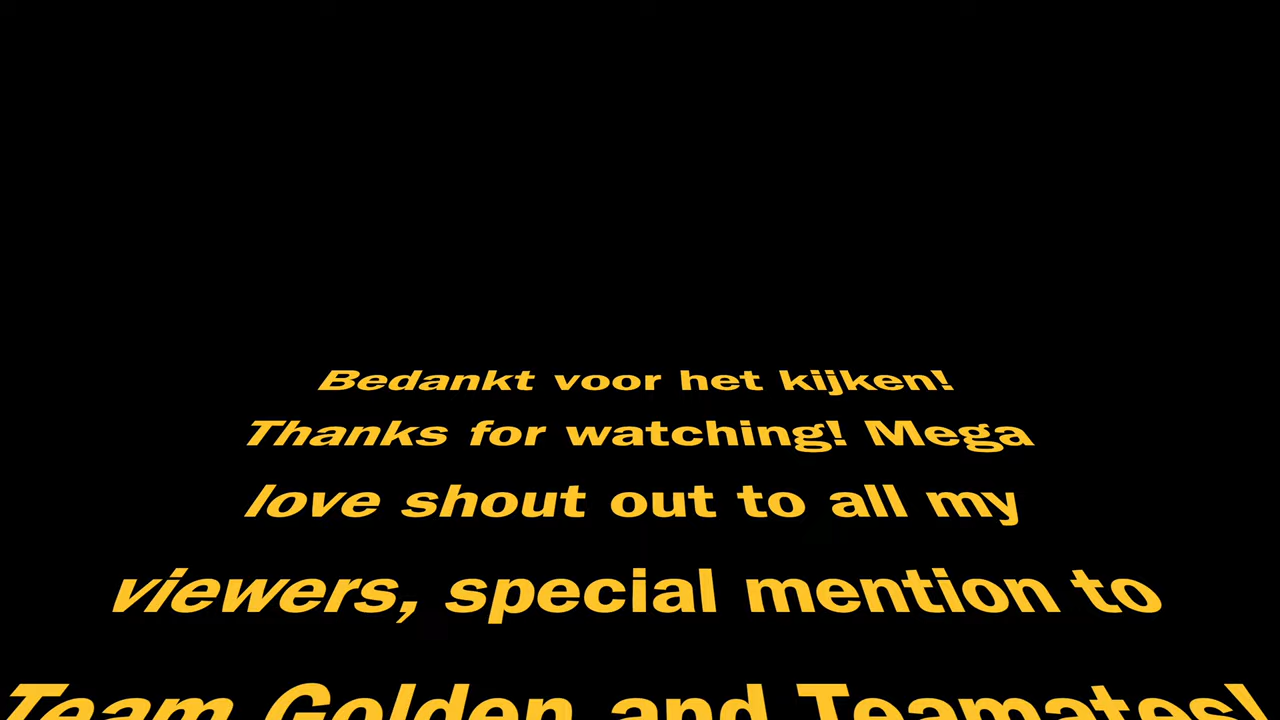 Bedankt voor het kijken!
Thanks for watching! Mega
love shout out to all my
viewers, special mention to
Team Golden and Teamates!